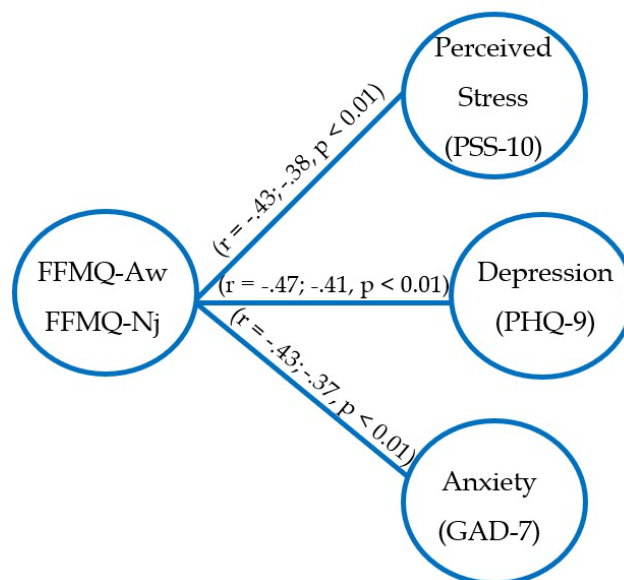 Perceived
Stress
(PSS-10)
(r = -.43; -.38, p < 0.01)
FFMQ-Aw
FFMQ-Nj
(r = -.47; -.41, p < 0.01)
Depression
(PHQ-9)
(r = -.43; -.37, p < 0.01)
Anxiety
(GAD-7)